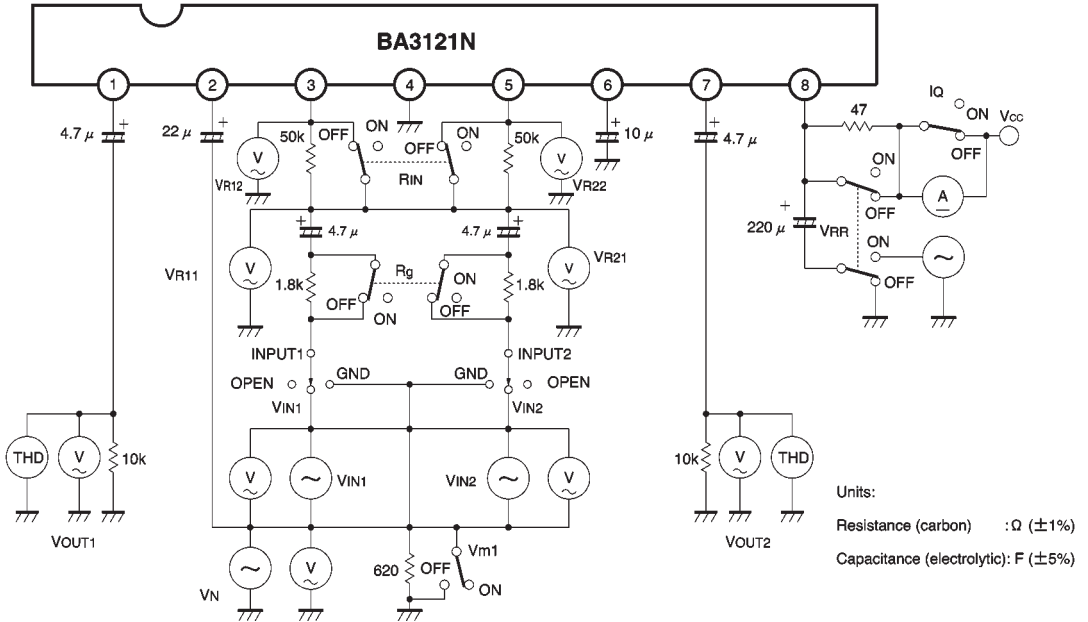 BA3121N
1 2 3 4 5 6 7 8
4.7 μ + 22 μ + 10 μ + 4.7 μ +
50k OFF ON OFF ON 50k
V V
VR12 RIN VR22
47 IQ ON VCC
OFF
ON
OFF A
+ 220 μ VRR
ON
OFF
+ 4.7 μ 4.7 μ +
VR11 V V VR21
1.8k Rg ON 1.8k
OFF ON OFF
INPUT1 INPUT2
OPEN GND GND OPEN
VIN1 VIN2
THD V 10k
VOUT1
V ~ VIN1 VIN2 ~ V
10k V THD
VOUT2
VN ~ V
620 OFF Vm1 ON
Units:
Resistance (carbon) : Ω (±1%)
Capacitance (electrolytic): F (±5%)